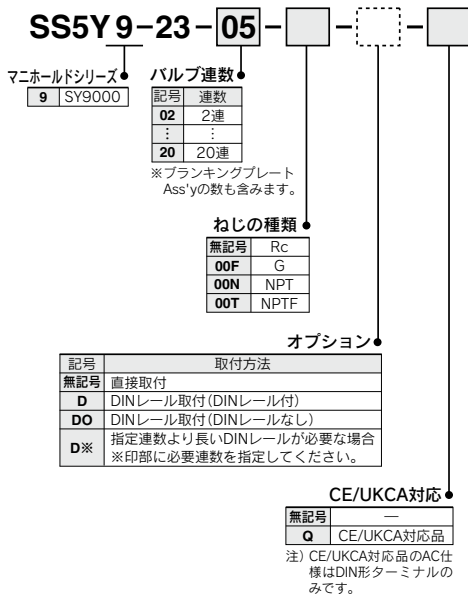 SS5Y 9-23-05-□-□-□
マニホールドシリーズ
9 SY9000
バルブ連数
記号 連数
02 2連
⋮ ⋮
20 20連
※ブランキングプレート
Ass'yの数も含みます。
ねじの種類
無記号 Rc
00F G
00N NPT
00T NPTF
オプション
記号 取付方法
無記号 直接取付
D DINレール取付(DINレール付)
DO DINレール取付(DINレールなし)
D※ 指定連数より長いDINレールが必要な場合
※印部に必要連数を指定してください。
CE/UKCA対応
無記号 —
Q CE/UKCA対応品
注) CE/UKCA対応品のAC仕
様はDIN形ターミナルの
みです。